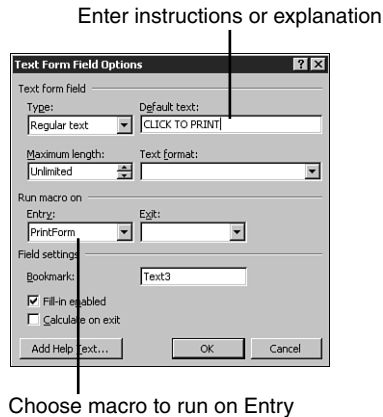 Enter instructions or explanation
Text Form Field Options
Text form field
Type:
Default text:
Regular text
CLICK TO PRINT
Maximum length:
Text format:
Unlimited
Run macro on
Entry:
Exit:
PrintForm
Field settings
Bookmark:
Text3
Fill-in enabled
Calculate on exit
Add Help Text...
OK
Cancel
Choose macro to run on Entry